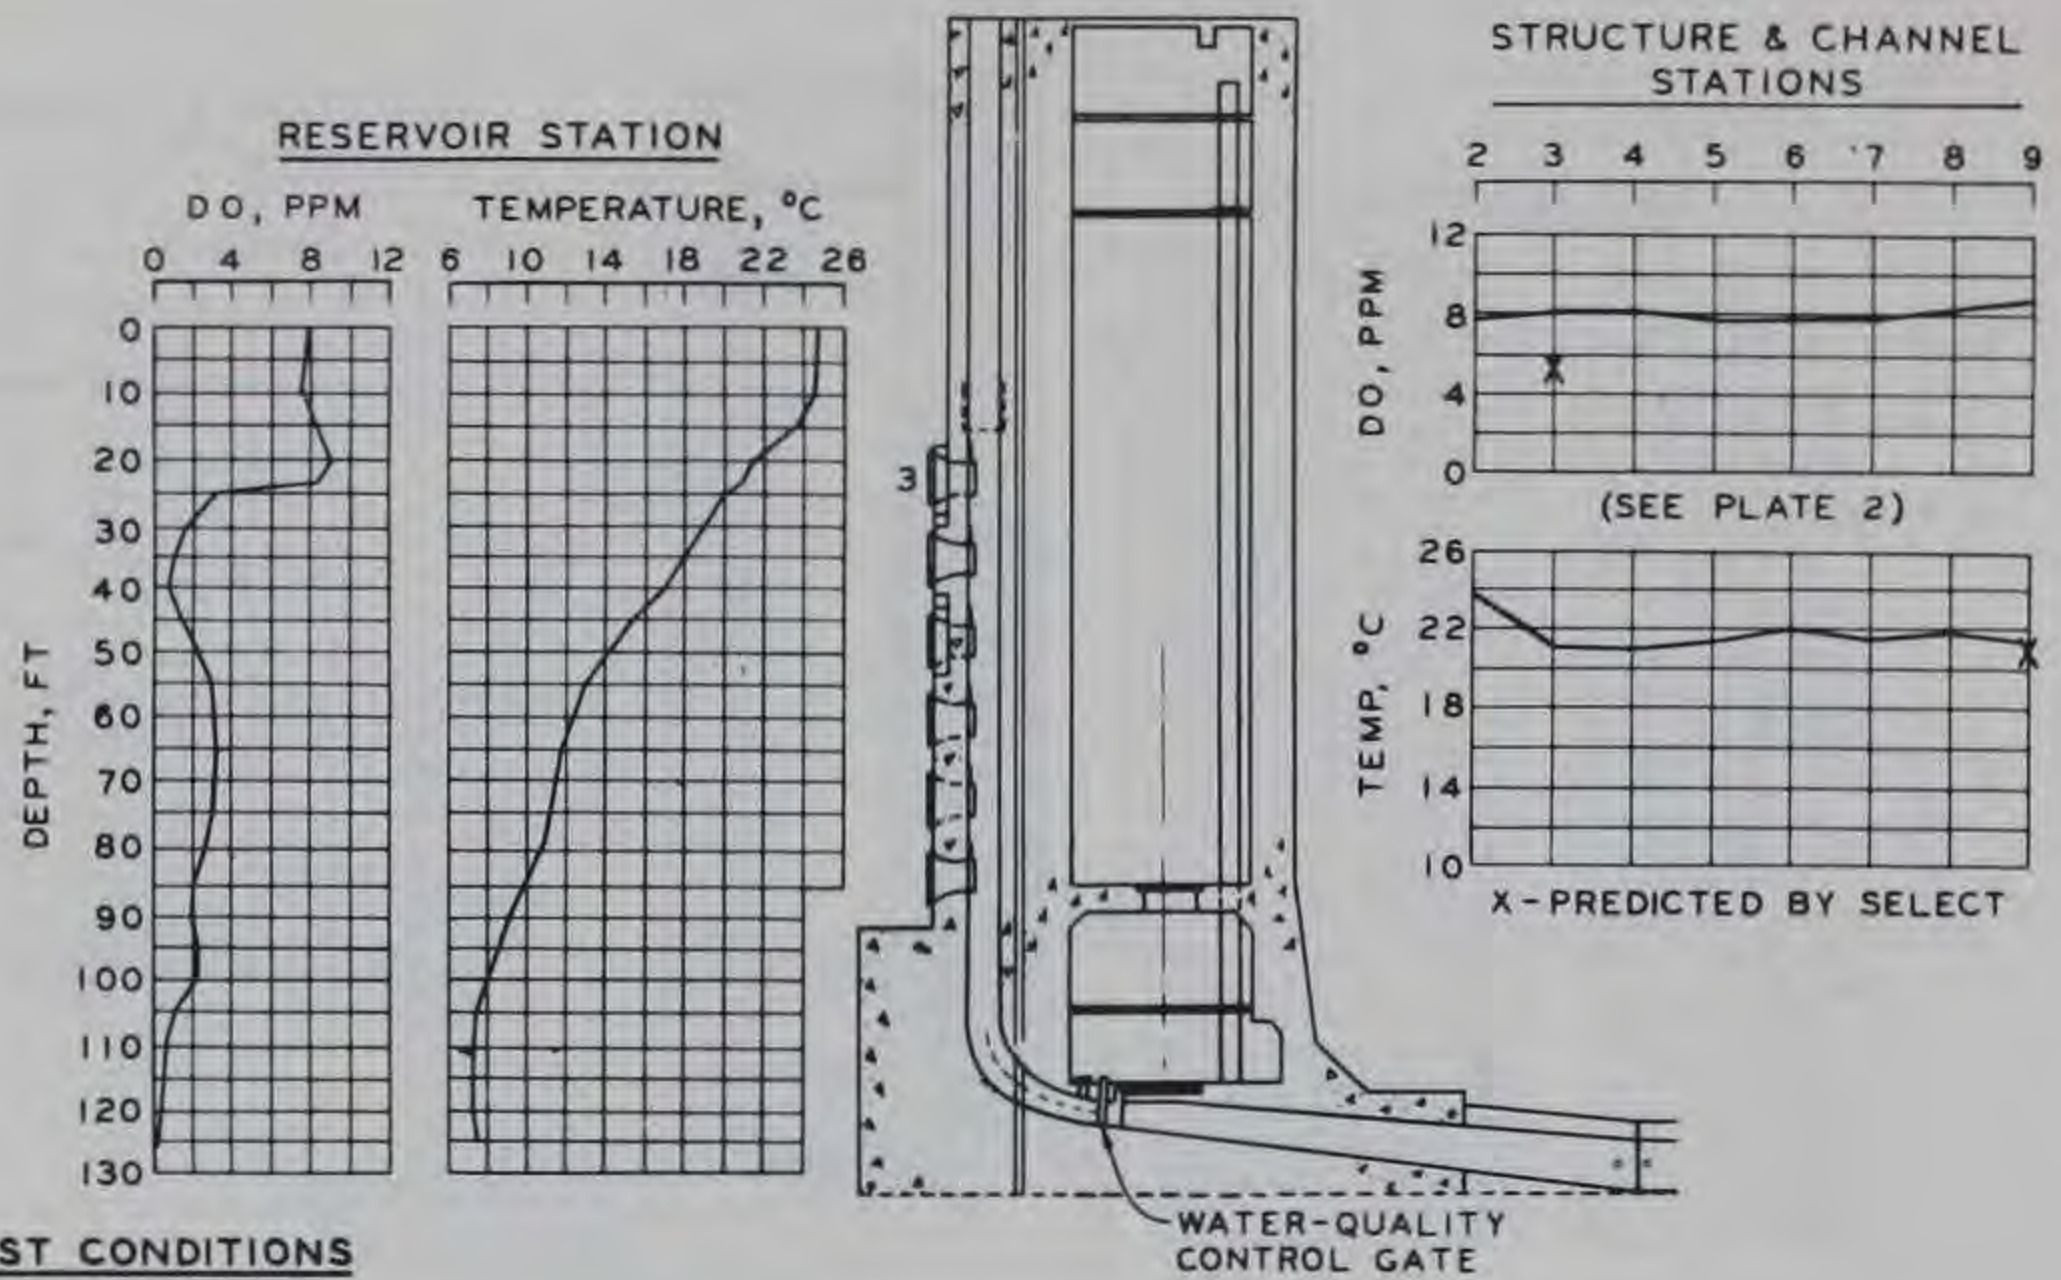 RESERVOIR STATION
DO, PPM
TEMPERATURE, °C
0 4 8 12
6 10 14 18 22 26
DEPTH, FT
0
10
20
30
40
50
60
70
80
90
100
110
120
130
3
WATER-QUALITY
CONTROL GATE
STRUCTURE & CHANNEL
STATIONS
2 3 4 5 6 7 8 9
DO, PPM
12
8
4
0
X
(SEE PLATE 2)
TEMP, °C
26
22
18
14
10
X
X-PREDICTED BY SELECT
ST CONDITIONS